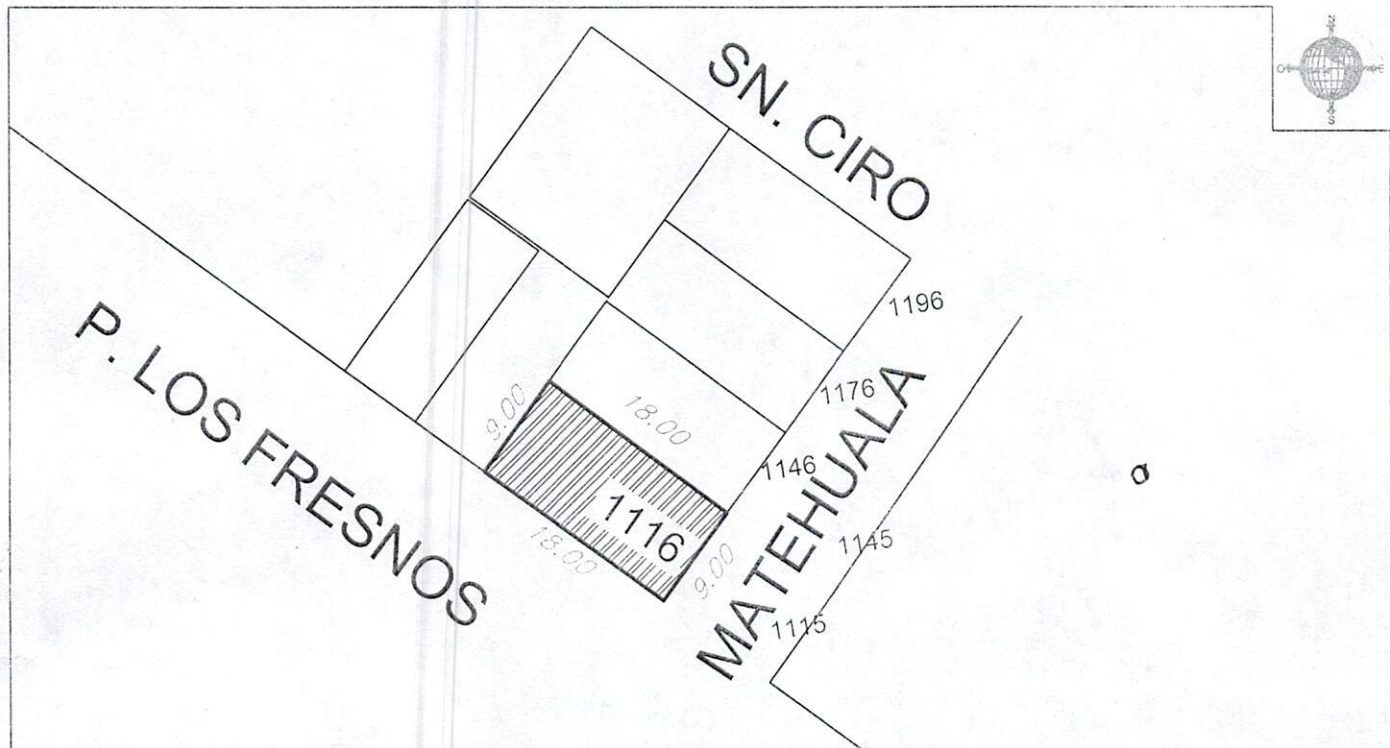 N
O
E
S
SN. CIRO
1196
P. LOS FRESNOS
1176
9.00
18.00
MATEHUALA
1146
1116
1145
18.00
9.00
1115